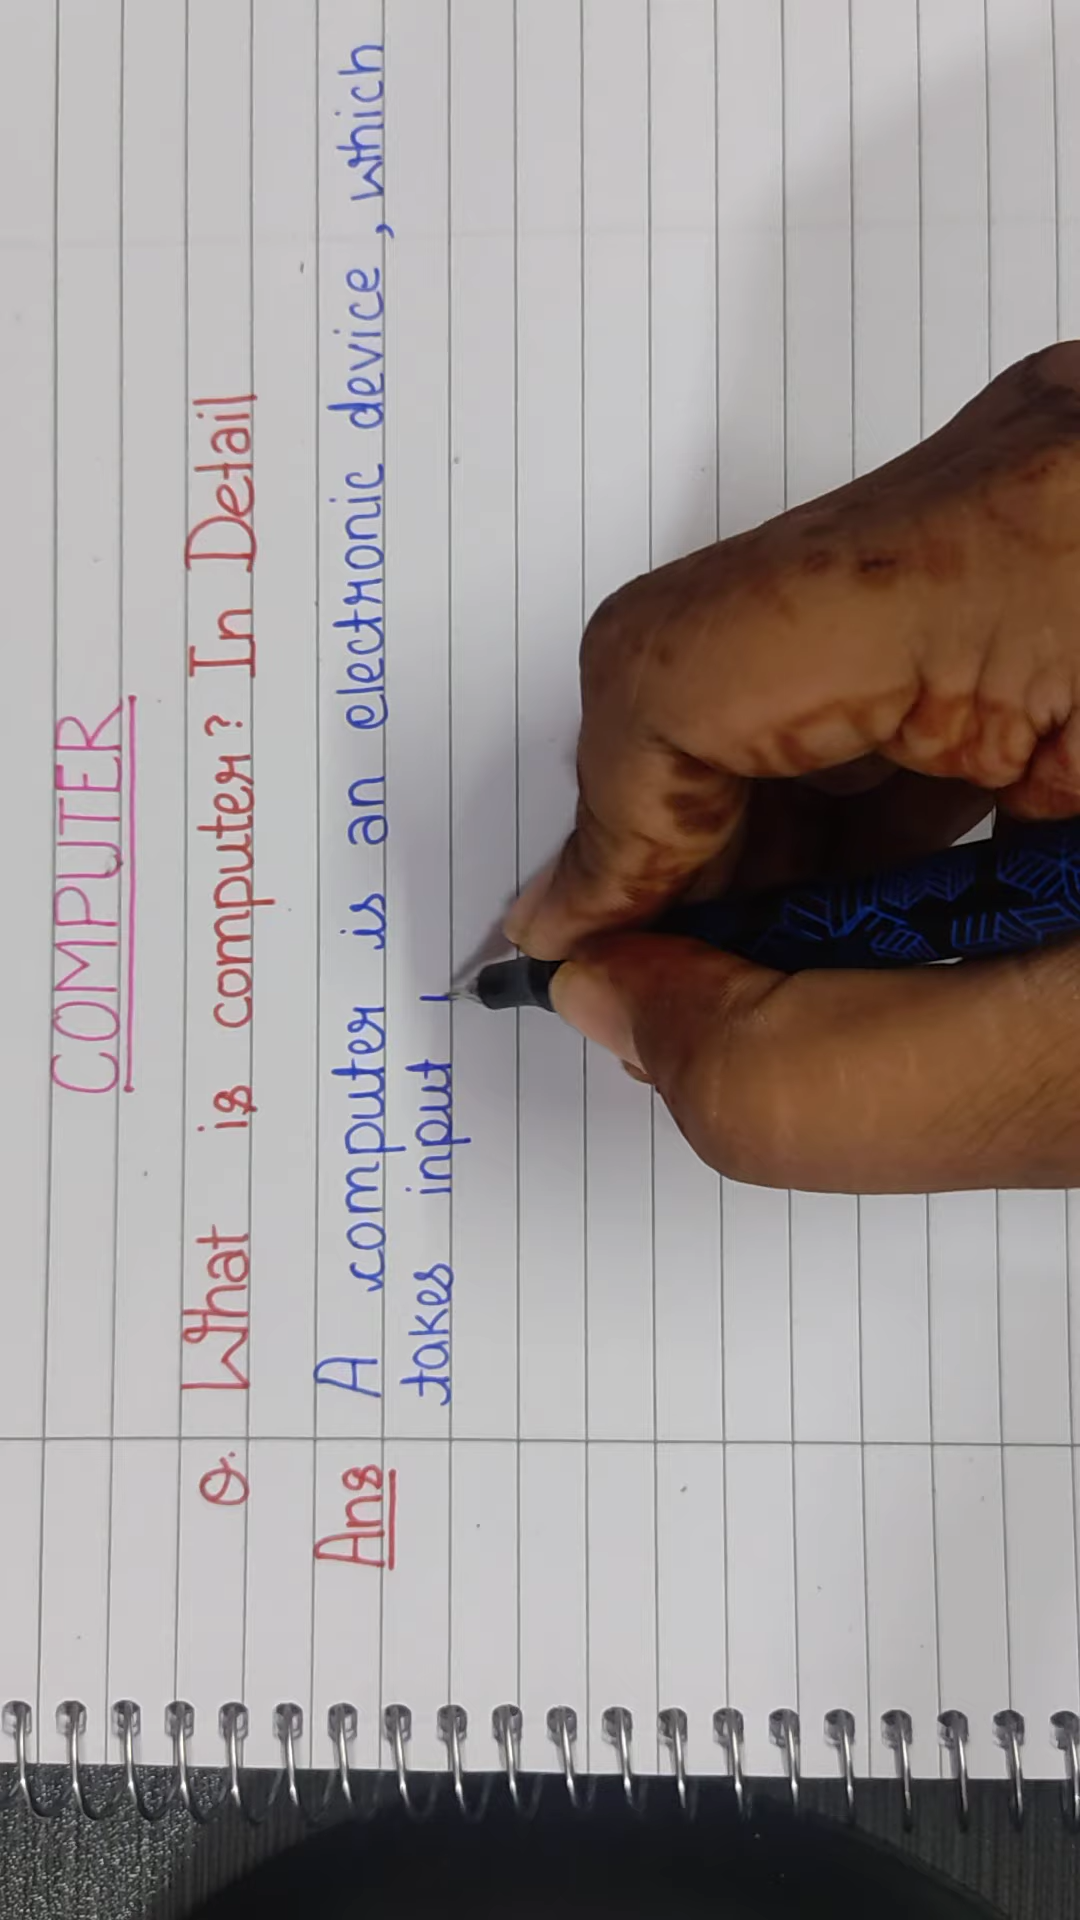 COMPUTER
Q. What is computer? In Detail
Ans A computer is an electronic device, which
takes input